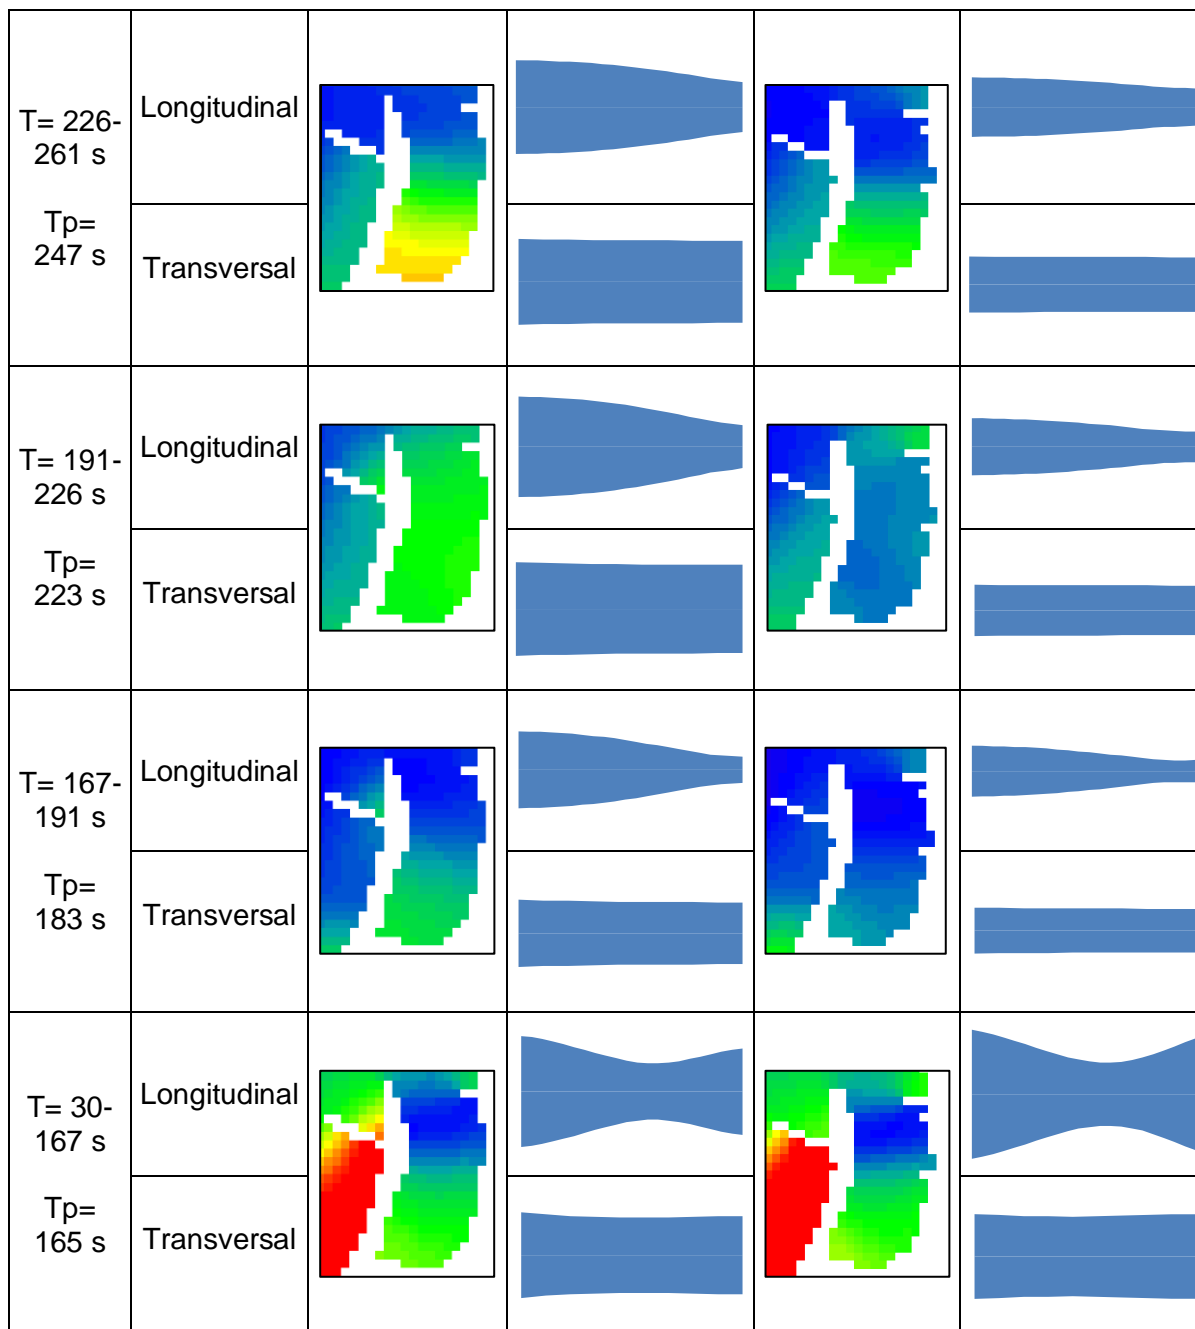 T= 226-
261 s
Tp=
247 s
Longitudinal
Transversal
T= 191-
226 s
Tp=
223 s
Longitudinal
Transversal
T= 167-
191 s
Tp=
183 s
Longitudinal
Transversal
T= 30-
167 s
Tp=
165 s
Longitudinal
Transversal